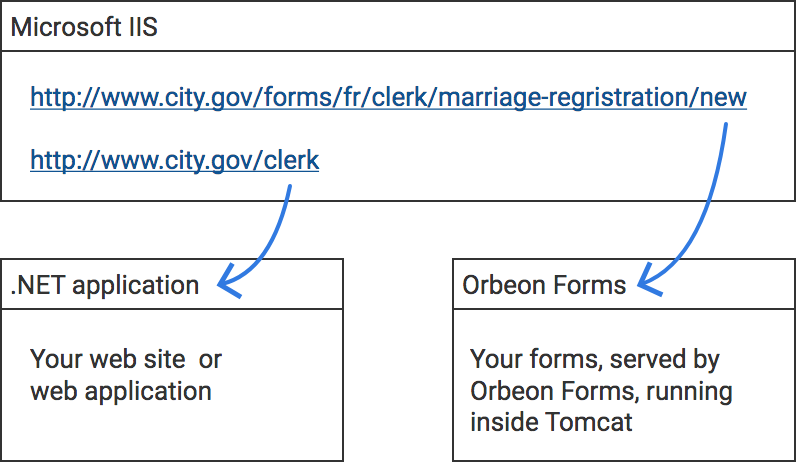 Microsoft IIS
http://www.city.gov/forms/fr/clerk/marriage-regristration/new
http://www.city.gov/clerk
.NET application
Your web site or
web application
Orbeon Forms
Your forms, served by
Orbeon Forms, running
inside Tomcat